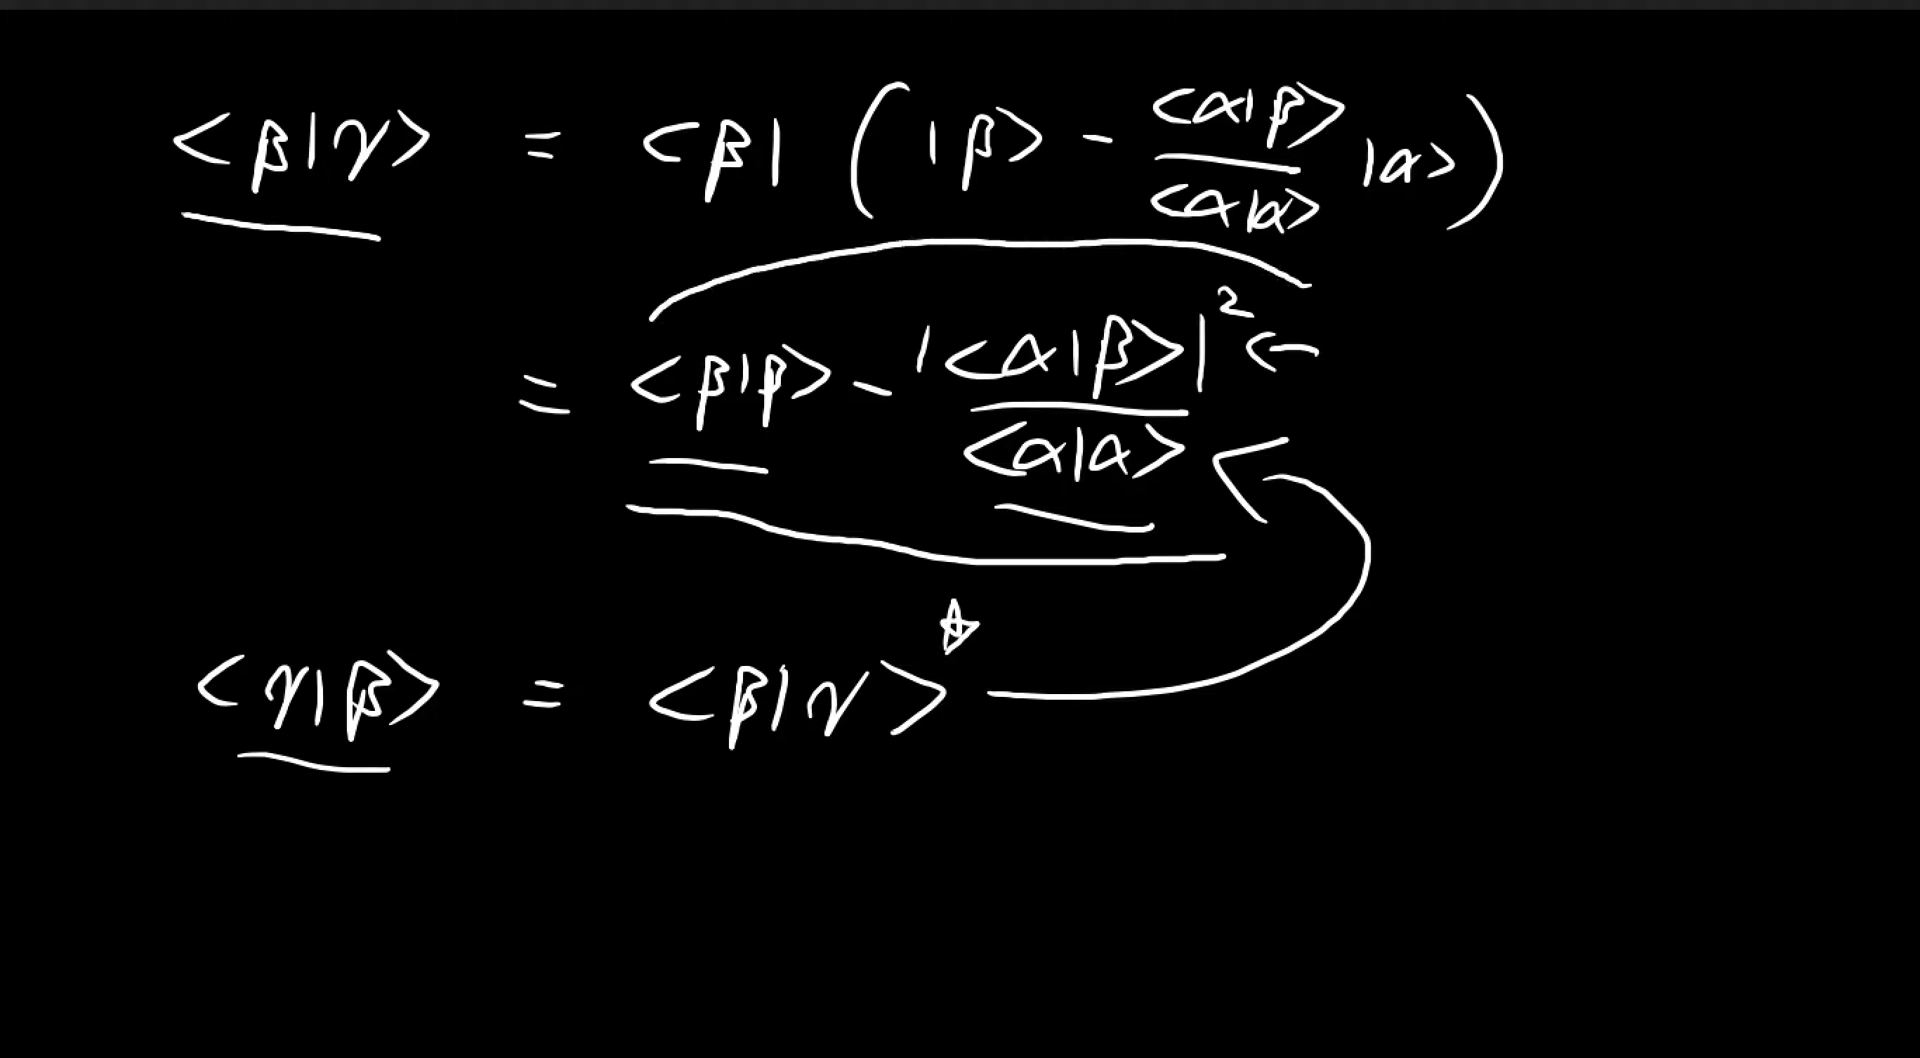 <β|γ> = <β| ( |β> - <α|β>/<α|α> |α> )
= <β|β> - |<α|β>|²/<α|α>
<γ|β> = <β|γ>*